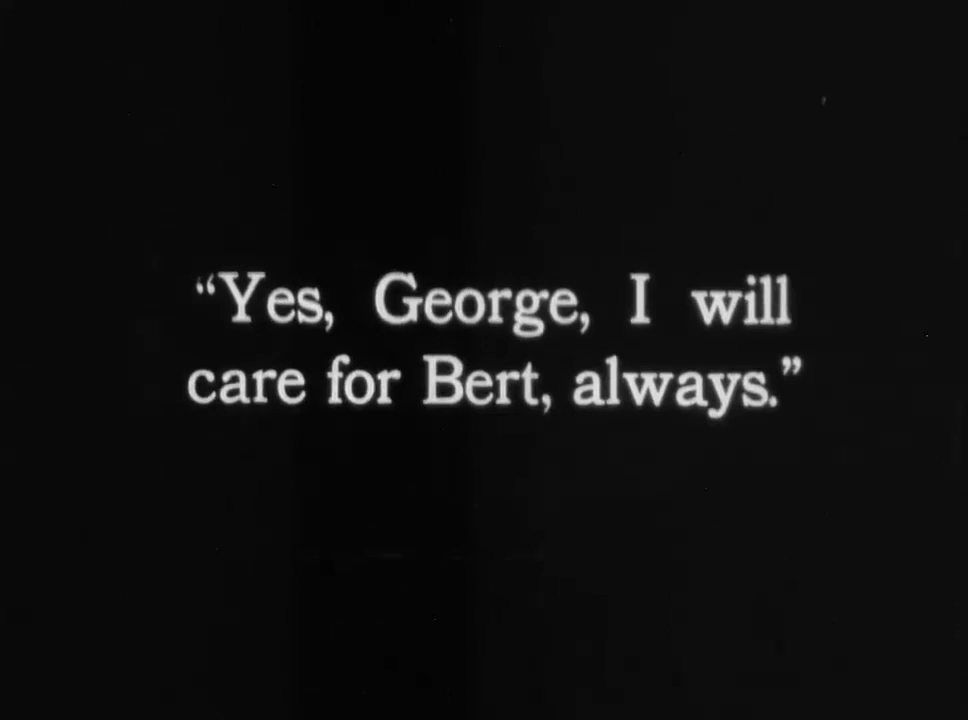 “Yes, George, I will
care for Bert, always.”